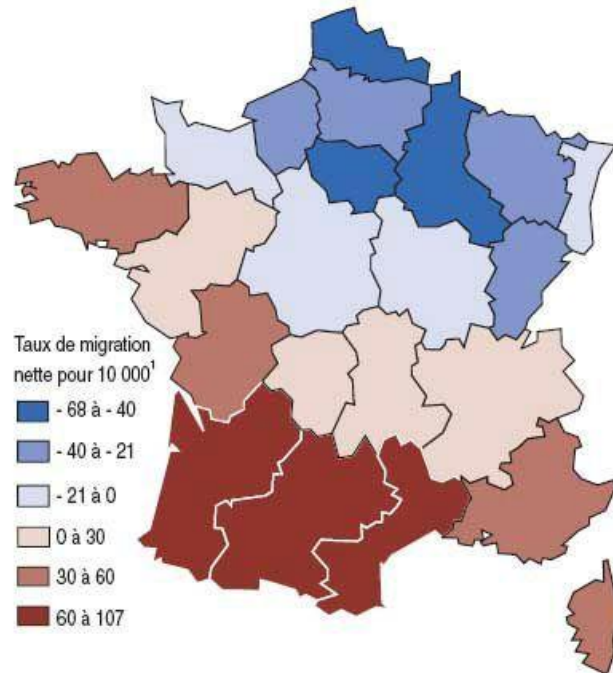 Taux de migration
nette pour 10 000¹
- 68 à - 40
- 40 à - 21
- 21 à 0
0 à 30
30 à 60
60 à 107